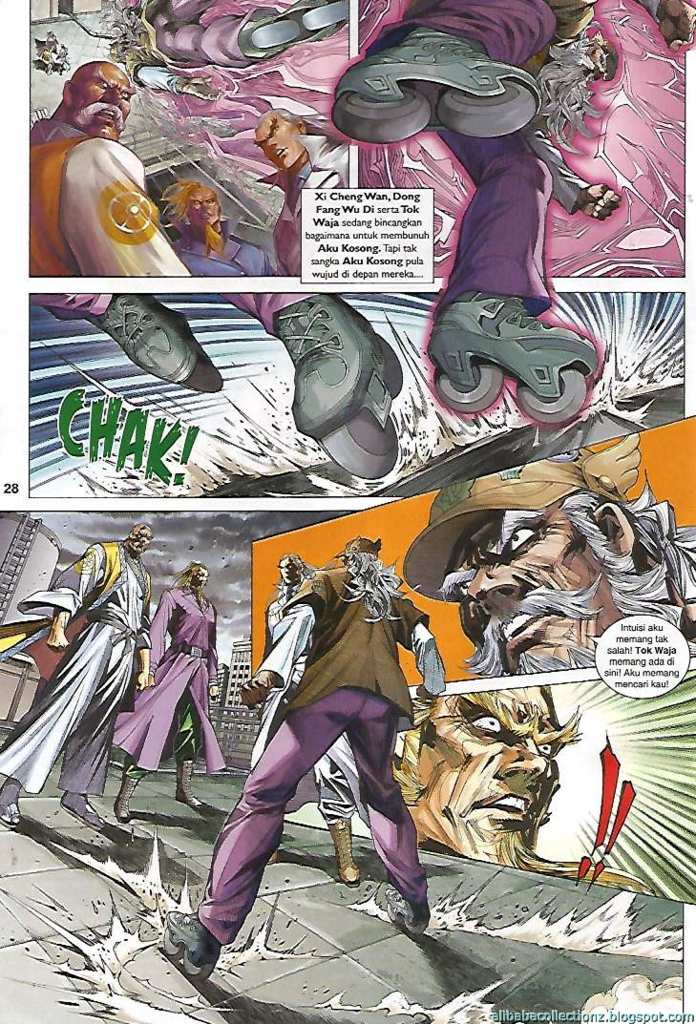 Xi Cheng Wan, Dong
Fang Wu Di serta Tok
Waja sedang bincangkan
bagaimana untuk membunuh
Aku Kosong. Tapi tak
sangka Aku Kosong pula
wujud di depan mereka....
CHAK!
28
Intuisi aku
memang tak
salah! Tok Waja
memang ada di
sini! Aku memang
mencari kau!
!!
alibabacollectionz.blogspot.com